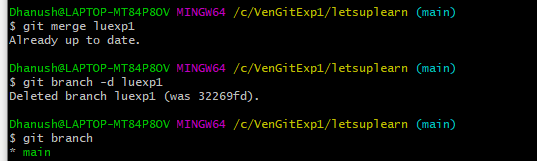 Dhanush@LAPTOP-MT84P8OV MINGW64 /c/VenGitExp1/letsuplearn (main)
$ git merge luexp1
Already up to date.
Dhanush@LAPTOP-MT84P8OV MINGW64 /c/VenGitExp1/letsuplearn (main)
$ git branch -d luexp1
Deleted branch luexp1 (was 32269fd).
Dhanush@LAPTOP-MT84P8OV MINGW64 /c/VenGitExp1/letsuplearn (main)
$ git branch
* main